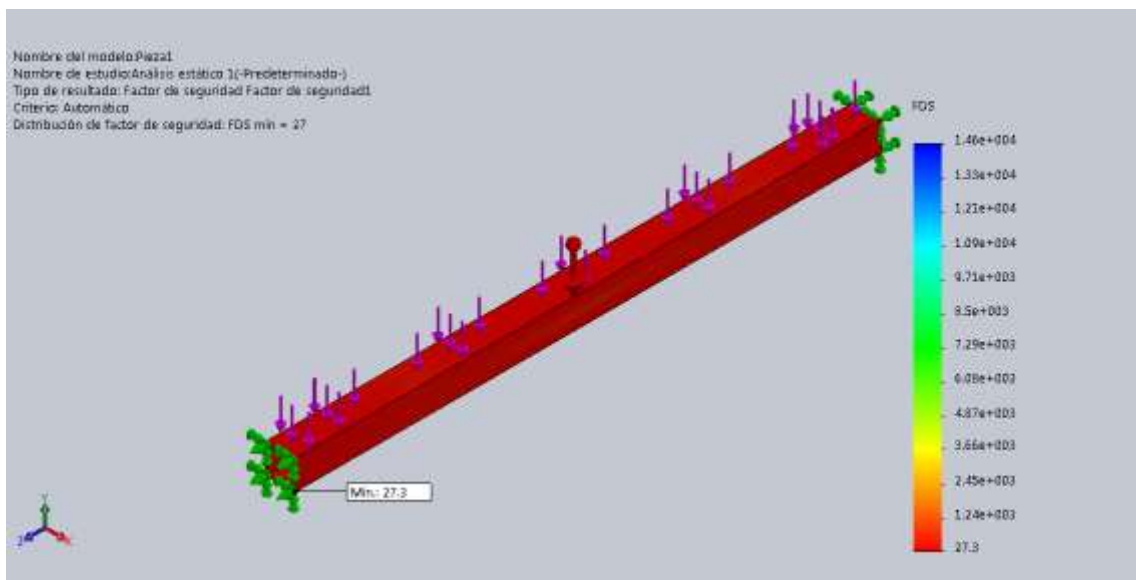 Nombre del modelo:Pieza1
Nombre de estudio:Análisis estático 1(-Predeterminado-)
Tipo de resultado: Factor de seguridad Factor de seguridad1
Criterio: Automático
Distribución de factor de seguridad: FDS min = 27
FDS
1.46e+004
1.33e+004
1.21e+004
1.09e+004
9.71e+003
8.5e+003
7.29e+003
6.08e+003
4.87e+003
3.66e+003
2.45e+003
1.24e+003
27.3
Min.: 27.3
Y
Z
X